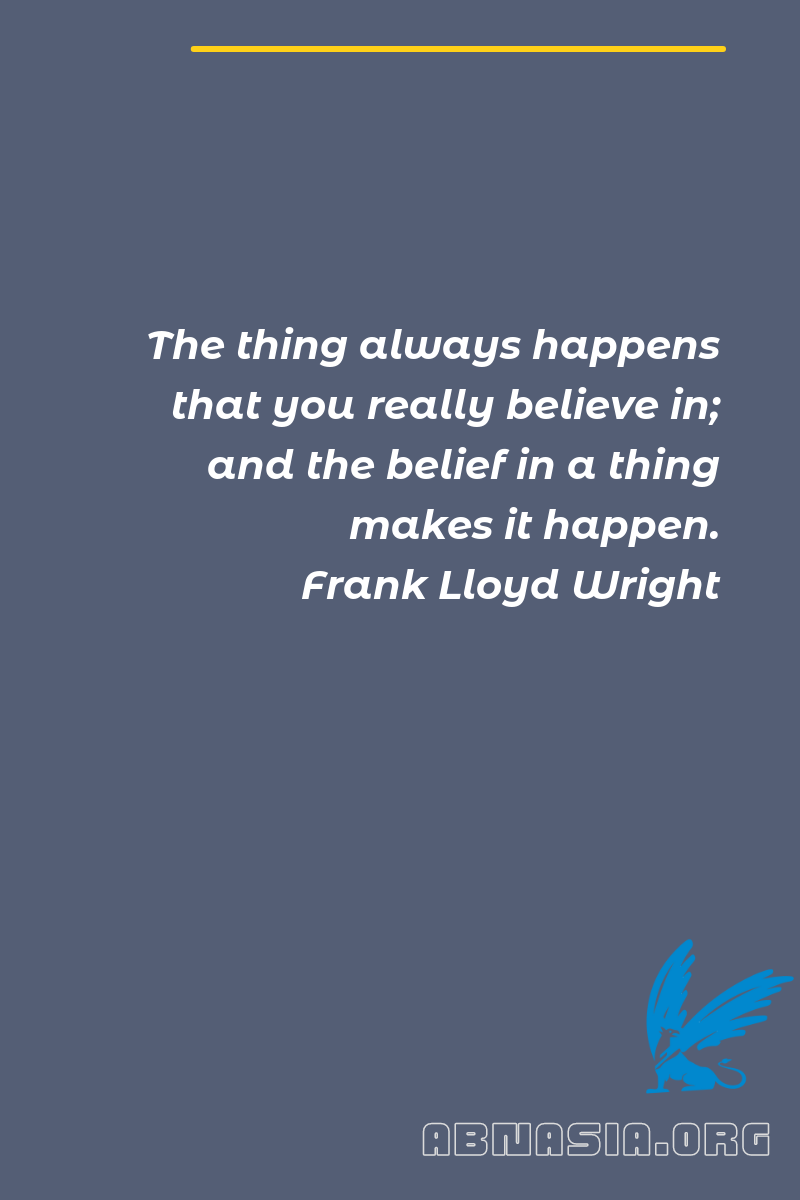 The thing always happens
that you really believe in;
and the belief in a thing
makes it happen.
Frank Lloyd Wright
ABNASIA.ORG